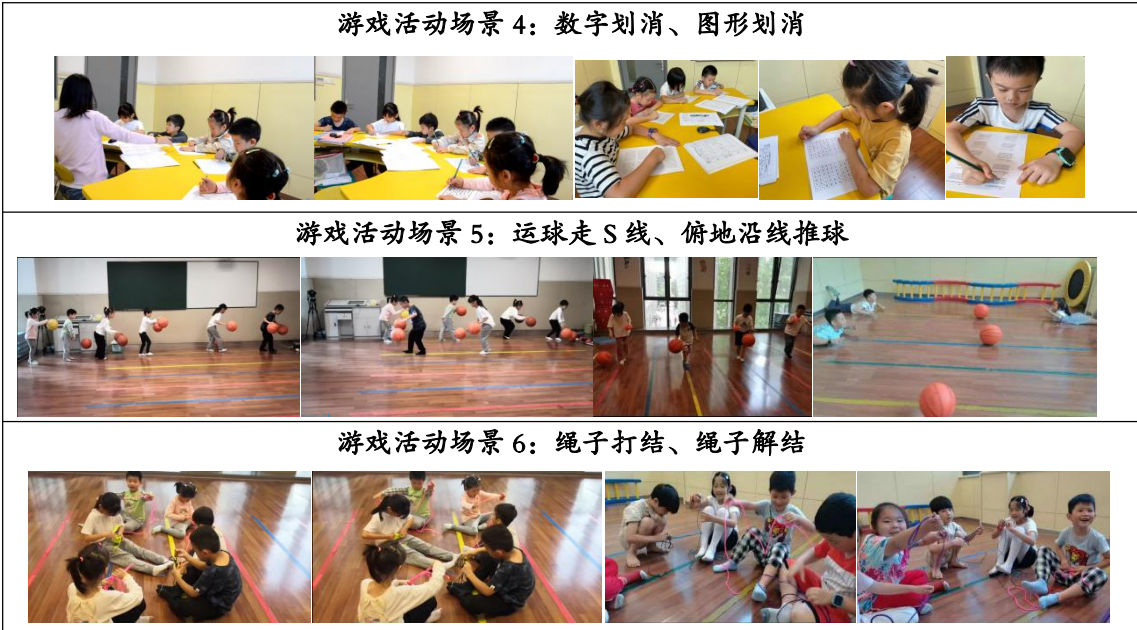 游戏活动场景 4：数字划消、图形划消
游戏活动场景 5：运球走 S 线、俯地沿线推球
游戏活动场景 6：绳子打结、绳子解结